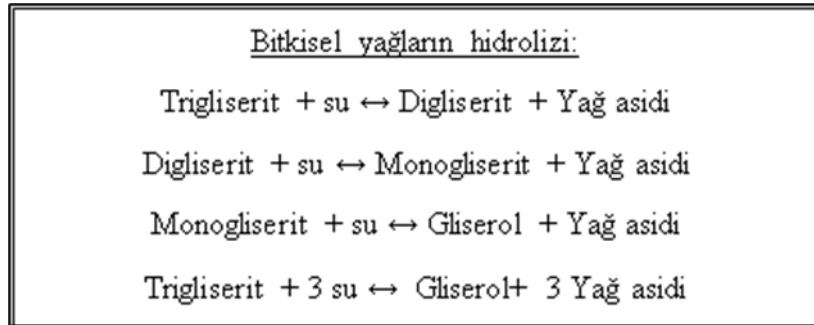 Bitkisel yağların hidrolizi:
Trigliserit + su ↔ Digliserit + Yağ asidi
Digliserit + su ↔ Monogliserit + Yağ asidi
Monogliserit + su ↔ Gliserol + Yağ asidi
Trigliserit + 3 su ↔ Gliserol+ 3 Yağ asidi